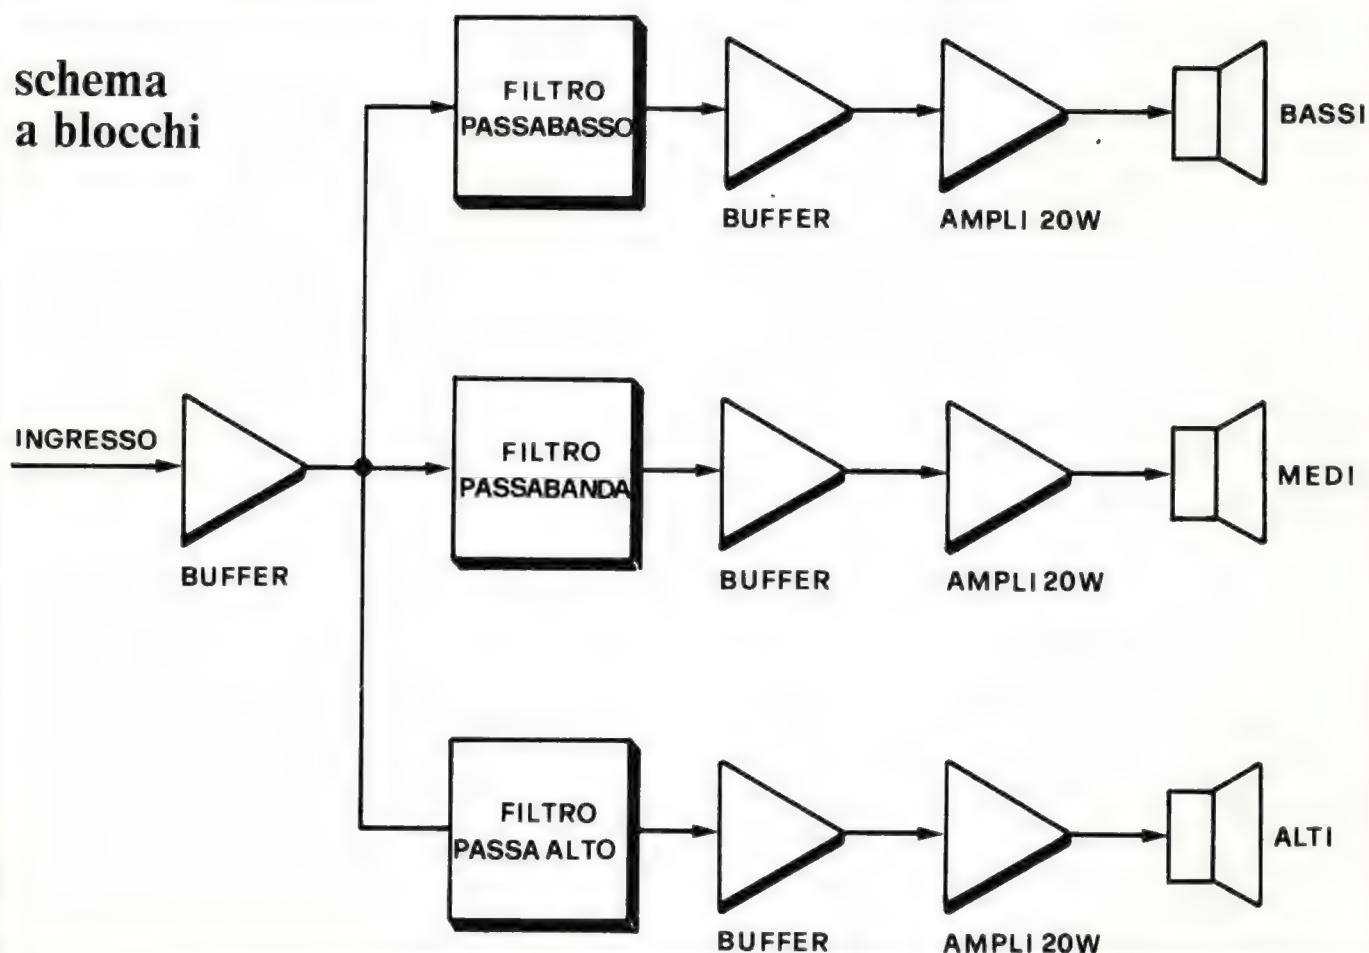 schema
a blocchi
FILTRO
PASSABASSO
BUFFER
AMPLI 20W
BASSI
INGRESSO
BUFFER
FILTRO
PASSABANDA
BUFFER
AMPLI 20W
MEDI
FILTRO
PASSA ALTO
BUFFER
AMPLI 20W
ALTI